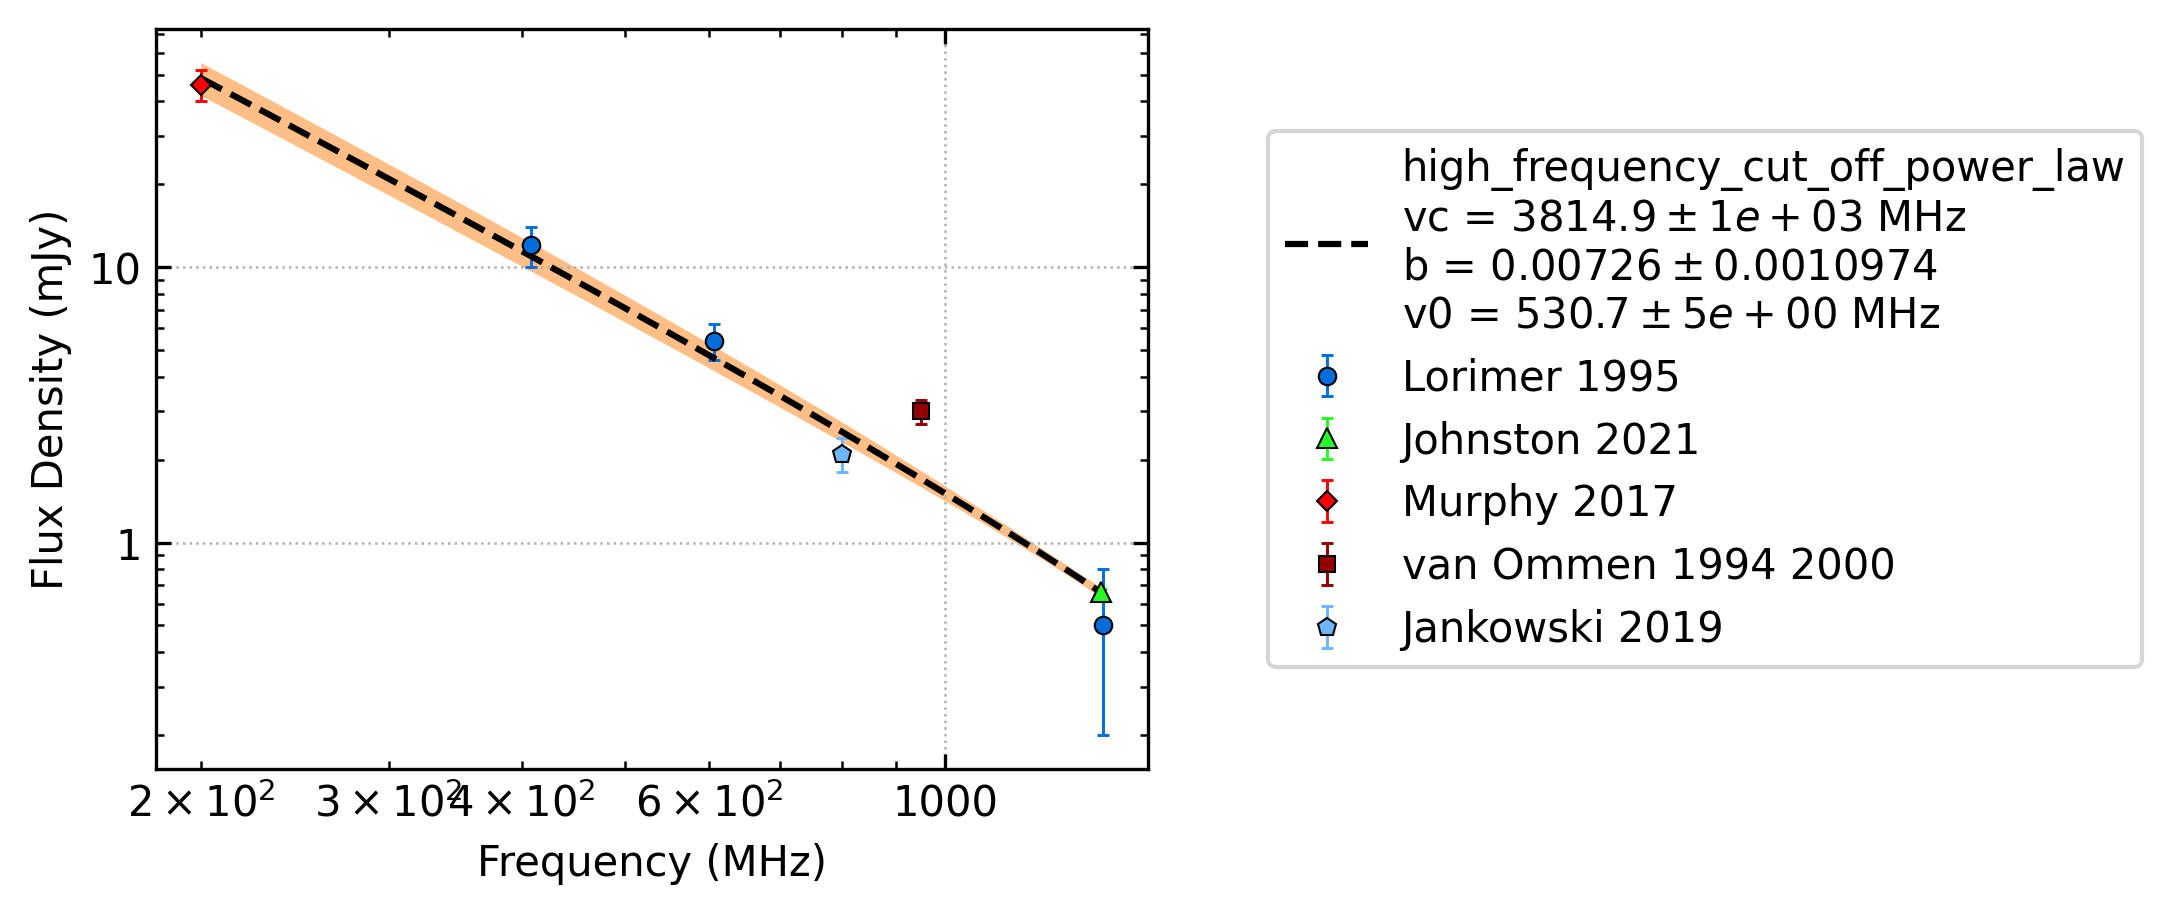 Flux Density (mJy)
10
1
2 × 10²
3 × 10²
4 × 10²
6 × 10²
1000
Frequency (MHz)
high_frequency_cut_off_power_law
vc = 3814.9 ± 1e + 03 MHz
b = 0.00726 ± 0.0010974
v0 = 530.7 ± 5e + 00 MHz
Lorimer 1995
Johnston 2021
Murphy 2017
van Ommen 1994 2000
Jankowski 2019